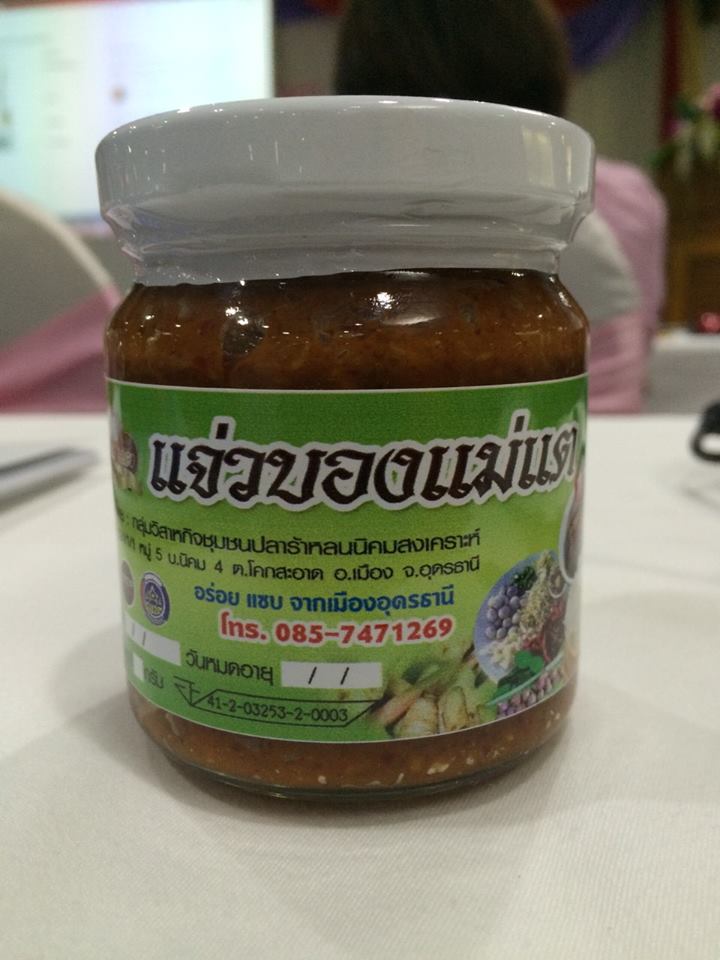 แจ่วบองแม่แต
: กลุ่มวิสาหกิจชุมชนปลาร้าหลนนิคมสงเคราะห์
หมู่ 5 บ.นิคม 4 ต.โคกสะอาด อ.เมือง จ.อุดรธานี
อร่อย แซบ จากเมืองอุดรธานี
โทร. 085-7471269
/ / วันหมดอายุ / /
กรัม
41-2-03253-2-0003